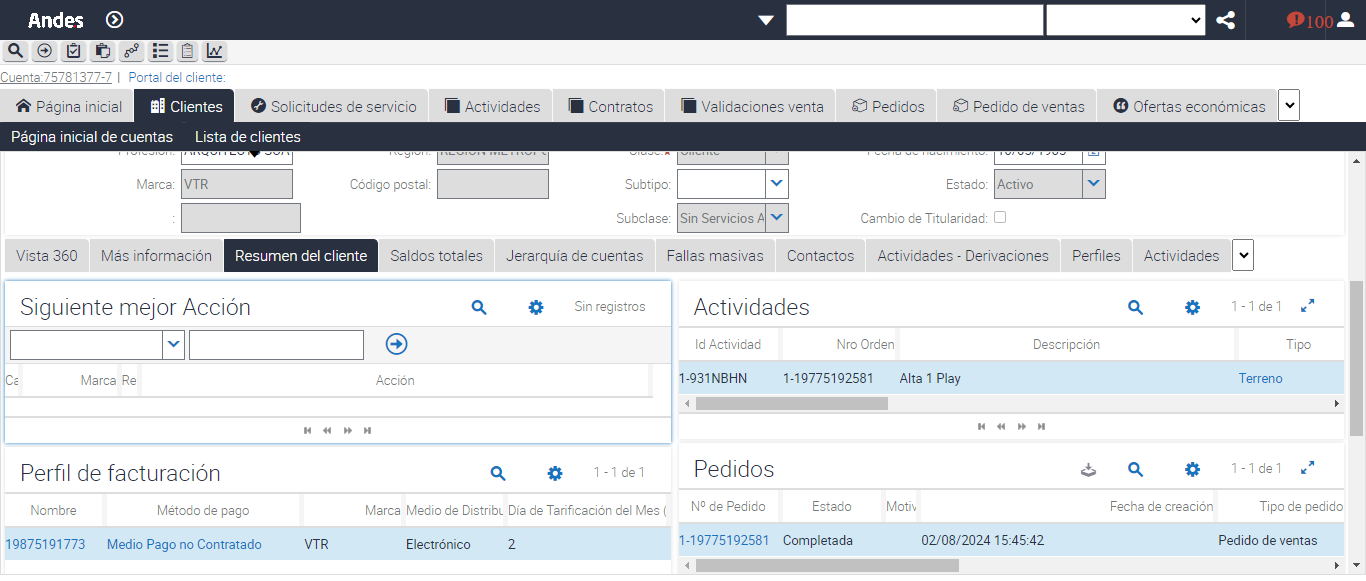 Andes
100
Cuenta:75781377-7 | Portal del cliente:
Página inicial Clientes Solicitudes de servicio Actividades Contratos Validaciones venta Pedidos Pedido de ventas Ofertas económicas
Página inicial de cuentas Lista de clientes
Profesión: Región: Clase: Cliente Fecha de nacimiento:
Marca: VTR Código postal: Subtipo: Estado: Activo
: Subclase: Sin Servicios A Cambio de Titularidad:
Vista 360 Más información Resumen del cliente Saldos totales Jerarquía de cuentas Fallas masivas Contactos Actividades - Derivaciones Perfiles Actividades
Siguiente mejor Acción Sin registros
Ca Marca Re Acción
Actividades 1 - 1 de 1
Id Actividad Nro Orden Descripción Tipo
1-931NBHN 1-19775192581 Alta 1 Play Terreno
Perfil de facturación 1 - 1 de 1
Nombre Método de pago Marca Medio de Distribu Día de Tarificación del Mes (
19875191773 Medio Pago no Contratado VTR Electrónico 2
Pedidos 1 - 1 de 1
Nº de Pedido Estado Motiv Fecha de creación Tipo de pedido
1-19775192581 Completada 02/08/2024 15:45:42 Pedido de ventas